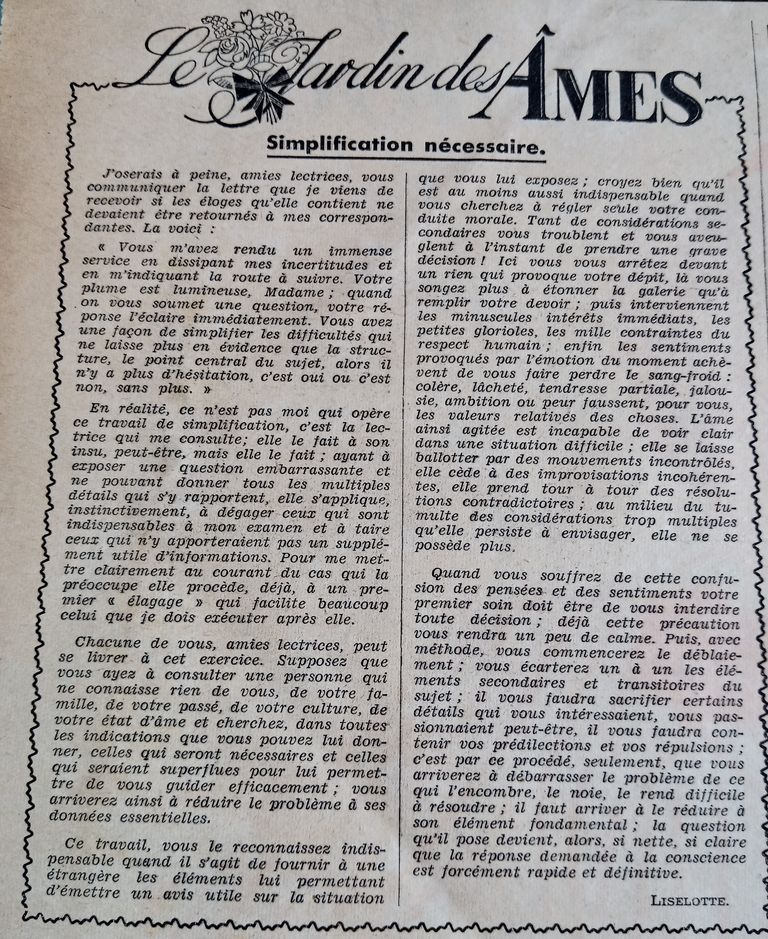 Le Jardin des ÂMES
Simplification nécessaire.
J'oserais à peine, amies lectrices, vous
communiquer la lettre que je viens de
recevoir si les éloges qu'elle contient ne
devaient être retournés à mes correspon-
dantes. La voici :
« Vous m'avez rendu un immense
service en dissipant mes incertitudes et
en m'indiquant la route à suivre. Votre
plume est lumineuse, Madame ; quand
on vous soumet une question, votre ré-
ponse l'éclaire immédiatement. Vous avez
une façon de simplifier les difficultés qui
ne laisse plus en évidence que la struc-
ture, le point central du sujet, alors il
n'y a plus d'hésitation, c'est oui ou c'est
non, sans plus. »
En réalité, ce n'est pas moi qui opère
ce travail de simplification, c'est la lec-
trice qui me consulte; elle le fait à son
insu, peut-être, mais elle le fait ; ayant à
exposer une question embarrassante et
ne pouvant donner tous les multiples
détails qui s'y rapportent, elle s'applique,
instinctivement, à dégager ceux qui sont
indispensables à mon examen et à taire
ceux qui n'y apporteraient pas un supplé-
ment utile d'informations. Pour me met-
tre clairement au courant du cas qui la
préoccupe elle procède, déjà, à un pre-
mier « élagage » qui facilite beaucoup
celui que je dois exécuter après elle.
Chacune de vous, amies lectrices, peut
se livrer à cet exercice. Supposez que
vous ayez à consulter une personne qui
ne connaisse rien de vous, de votre fa-
mille, de votre passé, de votre culture, de
votre état d'âme et cherchez, dans toutes
les indications que vous pouvez lui don-
ner, celles qui seront nécessaires et celles
qui seraient superflues pour lui permet-
tre de vous guider efficacement ; vous
arriverez ainsi à réduire le problème à ses
données essentielles.
Ce travail, vous le reconnaissez indis-
pensable quand il s'agit de fournir à une
étrangère les éléments lui permettant
d'émettre un avis utile sur la situation
que vous lui exposez ; croyez bien qu'il
est au moins aussi indispensable quand
vous cherchez à régler seule votre con-
duite morale. Tant de considérations se-
condaires vous troublent et vous aveu-
glent à l'instant de prendre une grave
décision ! Ici vous vous arrêtez devant
un rien qui provoque votre dépit, là vous
songez plus à étonner la galerie qu'à
remplir votre devoir ; puis interviennent
les minuscules intérêts immédiats, les
petites glorioles, les mille contraintes du
respect humain ; enfin les sentiments
provoqués par l'émotion du moment achè-
vent de vous faire perdre le sang-froid :
colère, lâcheté, tendresse partiale, jalou-
sie, ambition ou peur faussent, pour vous,
les valeurs relatives des choses. L'âme
ainsi agitée est incapable de voir clair
dans une situation difficile ; elle se laisse
ballotter par des mouvements incontrôlés,
elle cède à des improvisations incohéren-
tes, elle prend tour à tour des résolu-
tions contradictoires ; au milieu du tu-
multe des considérations trop multiples
qu'elle persiste à envisager, elle ne se
possède plus.
Quand vous souffrez de cette confu-
sion des pensées et des sentiments votre
premier soin doit être de vous interdire
toute décision ; déjà cette précaution
vous rendra un peu de calme. Puis, avec
méthode, vous commencerez le déblaie-
ment ; vous écarterez un à un les élé-
ments secondaires et transitoires du
sujet ; il vous faudra sacrifier certains
détails qui vous intéressaient, vous pas-
sionnaient peut-être, il vous faudra con-
tenir vos prédilections et vos répulsions ;
c'est par ce procédé, seulement, que vous
arriverez à débarrasser le problème de ce
qui l'encombre, le noie, le rend difficile
à résoudre ; il faut arriver à le réduire à
son élément fondamental ; la question
qu'il pose devient, alors, si nette, si claire
que la réponse demandée à la conscience
est forcément rapide et définitive.
LISELOTTE.